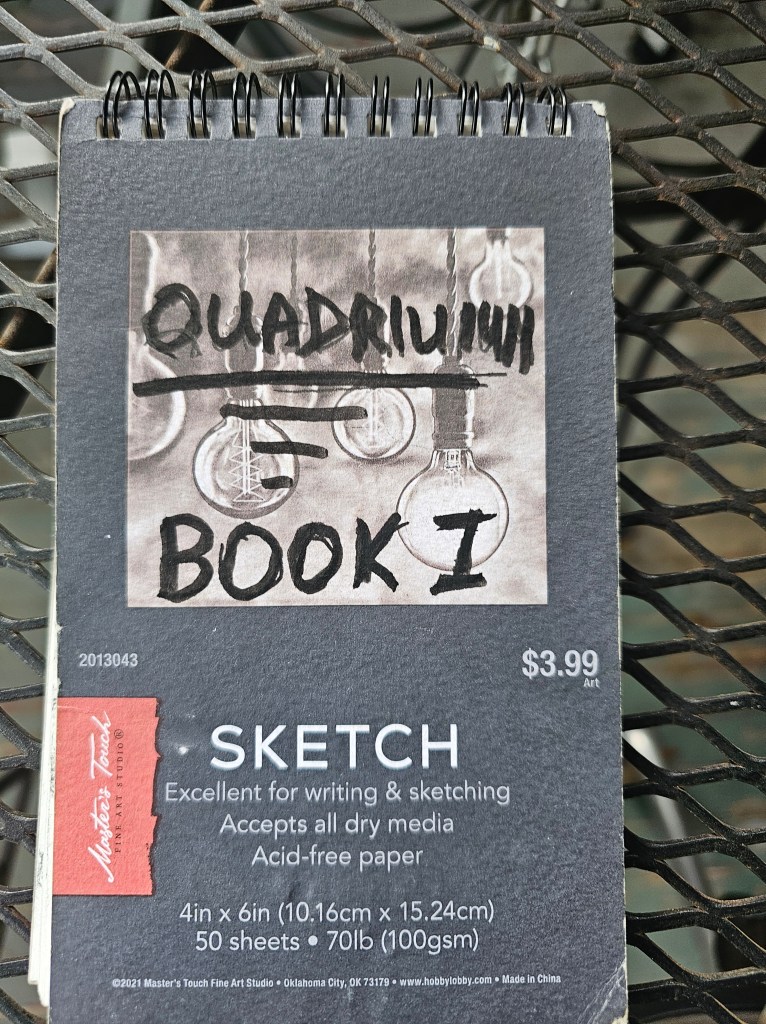 QUADRIUIUM
BOOK I
2013043
$3.99
Art
Master's Touch®
FINE ART STUDIO
SKETCH
Excellent for writing & sketching
Accepts all dry media
Acid-free paper
4in x 6in (10.16cm x 15.24cm)
50 sheets • 70lb (100gsm)
©2021 Master's Touch Fine Art Studio • Oklahoma City, OK 73179 • www.hobbylobby.com • Made in China